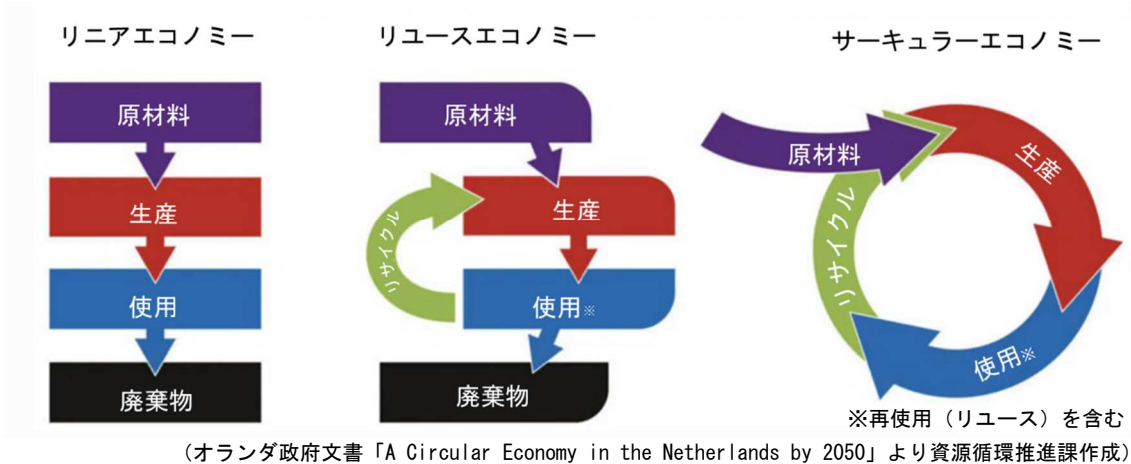 リニアエコノミー
原材料
生産
使用
廃棄物
リユースエコノミー
原材料
生産
リサイクル
使用※
廃棄物
サーキュラーエコノミー
原材料
生産
リサイクル
使用※
※再使用（リユース）を含む
（オランダ政府文書「A Circular Economy in the Netherlands by 2050」より資源循環推進課作成）